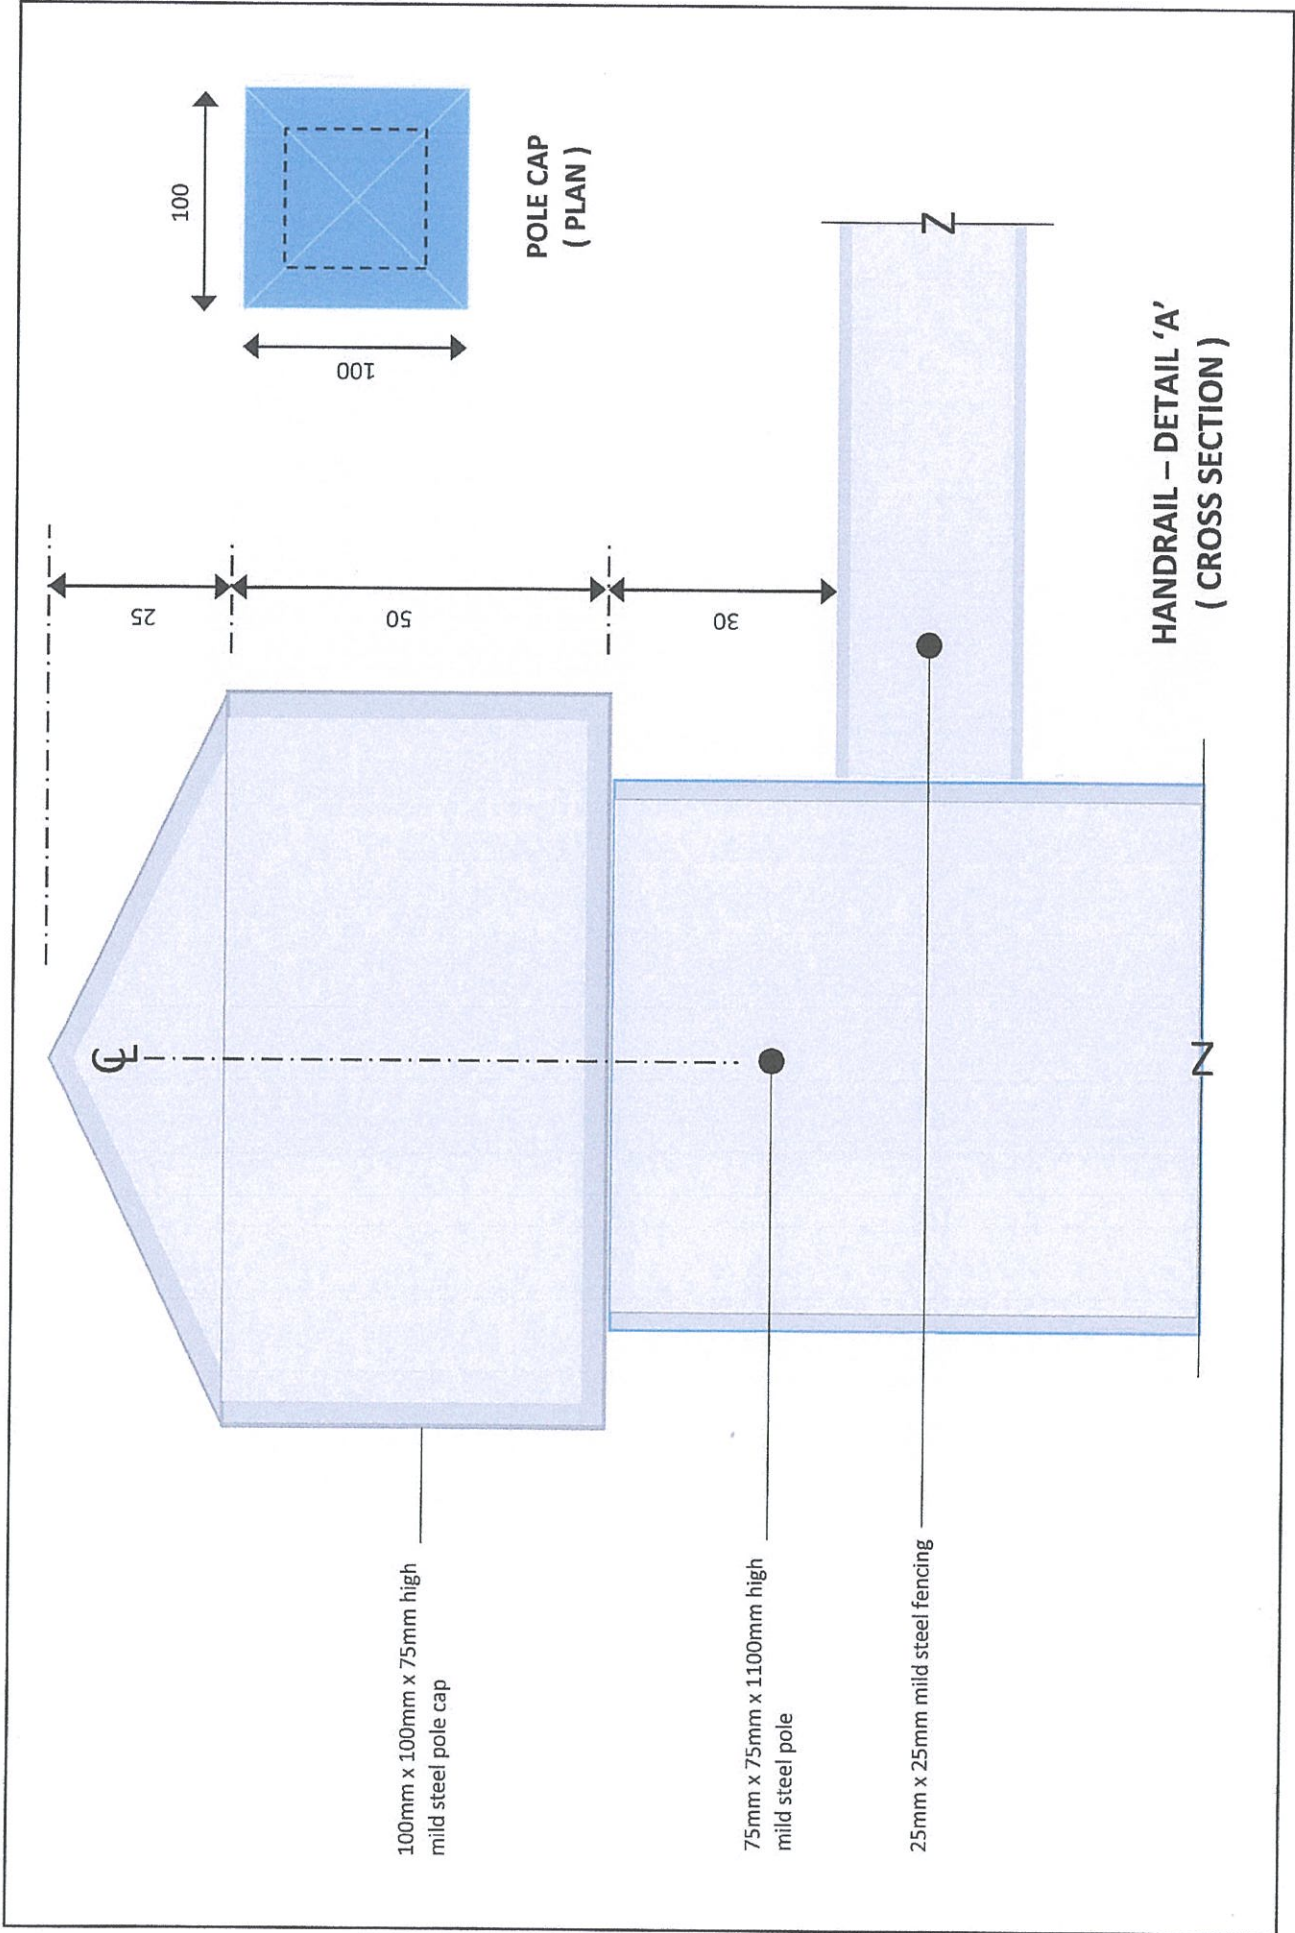 100
100
POLE CAP
( PLAN )
25
50
30
CL
100mm x 100mm x 75mm high
mild steel pole cap
75mm x 75mm x 1100mm high
mild steel pole
25mm x 25mm mild steel fencing
Z
Z
HANDRAIL – DETAIL ‘A’
( CROSS SECTION )